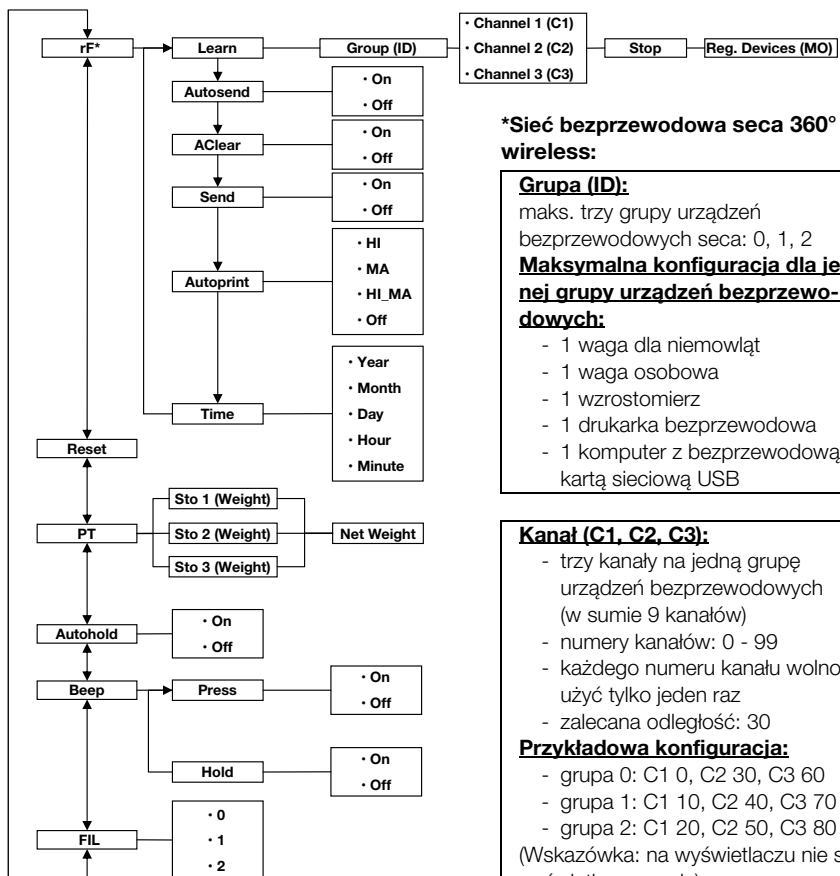 rF*
Learn
Group (ID)
· Channel 1 (C1)
· Channel 2 (C2)
· Channel 3 (C3)
Stop
Reg. Devices (MO)
Autosend
· On
· Off
AClear
· On
· Off
Send
· On
· Off
Autoprint
· HI
· MA
· HI_MA
· Off
Time
· Year
· Month
· Day
· Hour
· Minute
Reset
PT
Sto 1 (Weight)
Sto 2 (Weight)
Sto 3 (Weight)
Net Weight
Autohold
· On
· Off
Beep
Press
· On
· Off
Hold
· On
· Off
FIL
· 0
· 1
· 2
*Sieć bezprzewodowa seca 360°
wireless:
Grupa (ID):
maks. trzy grupy urządzeń
bezprzewodowych seca: 0, 1, 2
Maksymalna konfiguracja dla je
nej grupy urządzeń bezprzewo-
dowych:
- 1 waga dla niemowląt
- 1 waga osobowa
- 1 wzrostomierz
- 1 drukarka bezprzewodowa
- 1 komputer z bezprzewodową
kartą sieciową USB
Kanał (C1, C2, C3):
- trzy kanały na jedną grupę
urządzeń bezprzewodowych
(w sumie 9 kanałów)
- numery kanałów: 0 - 99
- każdego numeru kanału wolno
użyć tylko jeden raz
- zalecana odległość: 30
Przykładowa konfiguracja:
- grupa 0: C1 0, C2 30, C3 60
- grupa 1: C1 10, C2 40, C3 70
- grupa 2: C1 20, C2 50, C3 80
(Wskazówka: na wyświetlaczu nie s